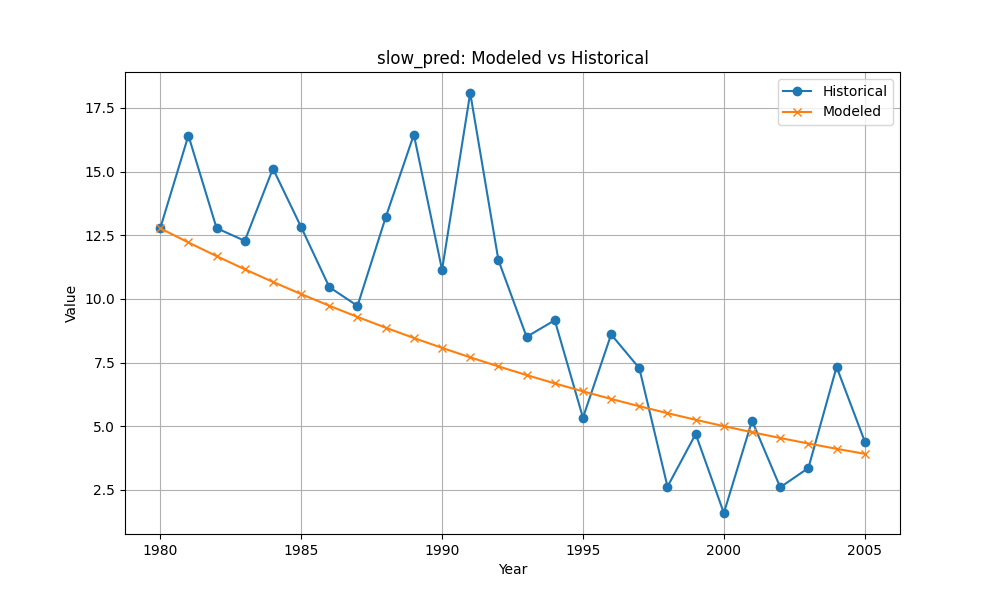 slow_pred: Modeled vs Historical
Historical
Modeled
Value
17.5
15.0
12.5
10.0
7.5
5.0
2.5
1980
1985
1990
1995
2000
2005
Year